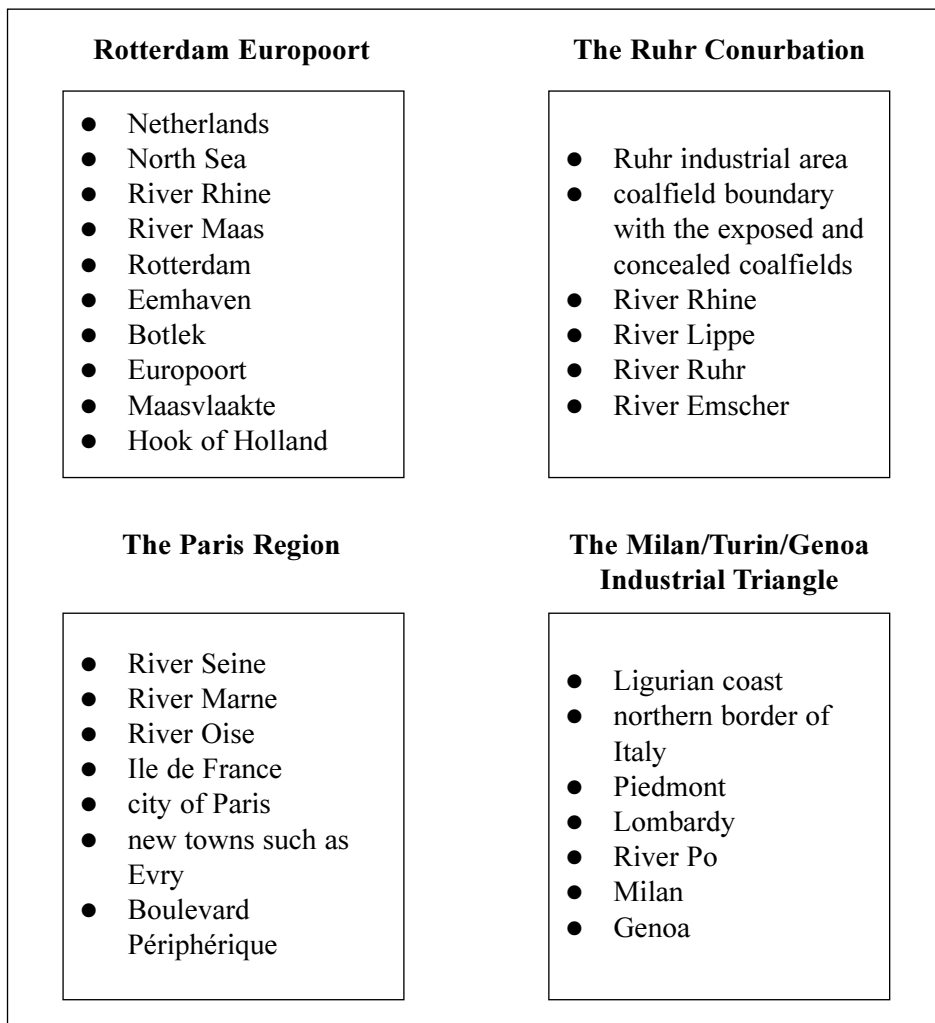 Rotterdam Europoort
● Netherlands
● North Sea
● River Rhine
● River Maas
● Rotterdam
● Eemhaven
● Botlek
● Europoort
● Maasvlaakte
● Hook of Holland
The Ruhr Conurbation
● Ruhr industrial area
● coalfield boundary
with the exposed and
concealed coalfields
● River Rhine
● River Lippe
● River Ruhr
● River Emscher
The Paris Region
● River Seine
● River Marne
● River Oise
● Ile de France
● city of Paris
● new towns such as
Evry
● Boulevard
Périphérique
The Milan/Turin/Genoa
Industrial Triangle
● Ligurian coast
● northern border of
Italy
● Piedmont
● Lombardy
● River Po
● Milan
● Genoa